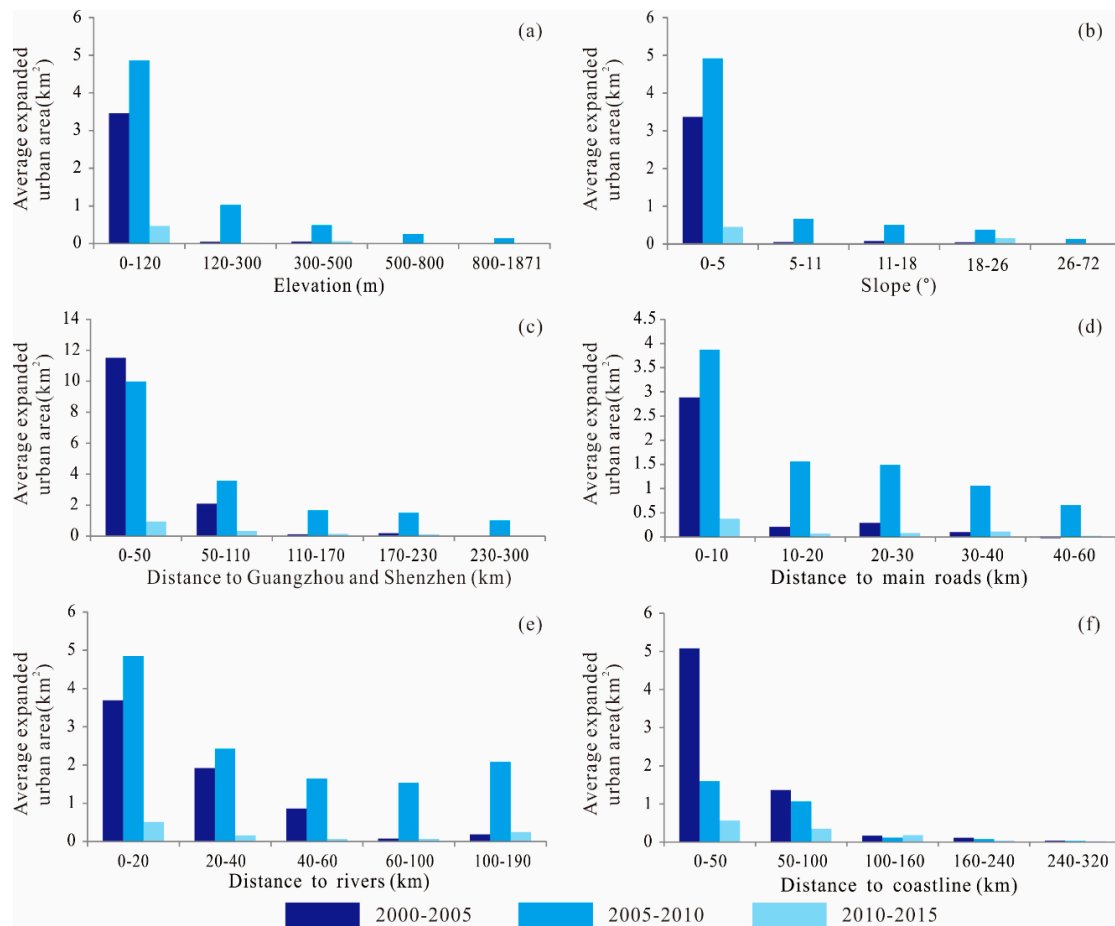 (a)
Average expanded
urban area(km²)
6
5
4
3
2
1
0
0-120 120-300 300-500 500-800 800-1871
Elevation (m)
(b)
Average expanded
urban area(km²)
6
5
4
3
2
1
0
0-5 5-11 11-18 18-26 26-72
Slope (°)
(c)
Average expanded
urban area(km²)
14
12
10
8
6
4
2
0
0-50 50-110 110-170 170-230 230-300
Distance to Guangzhou and Shenzhen (km)
(d)
Average expanded
urban area(km²)
4.5
4
3.5
3
2.5
2
1.5
1
0.5
0
0-10 10-20 20-30 30-40 40-60
Distance to main roads (km)
(e)
Average expanded
urban area(km²)
6
5
4
3
2
1
0
0-20 20-40 40-60 60-100 100-190
Distance to rivers (km)
(f)
Average expanded
urban area(km²)
6
5
4
3
2
1
0
0-50 50-100 100-160 160-240 240-320
Distance to coastline (km)
2000-2005 2005-2010 2010-2015